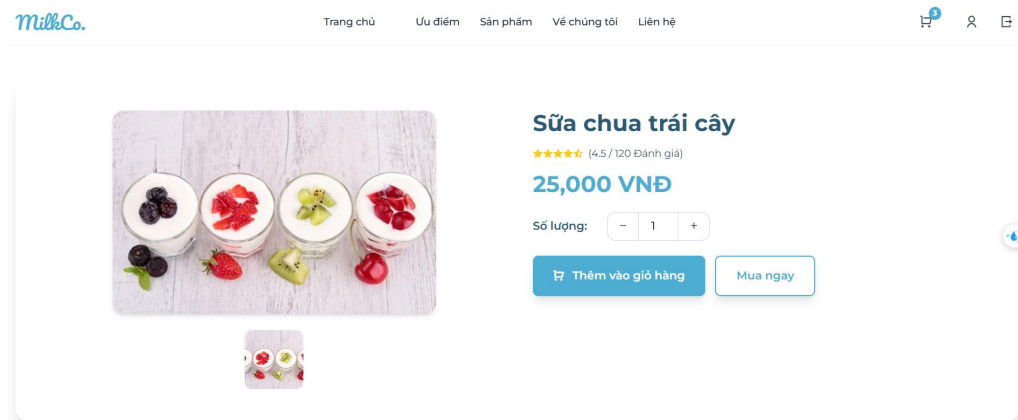 MilkCo.
Trang chủ Ưu điểm Sản phẩm Về chúng tôi Liên hệ
3
Sữa chua trái cây
(4.5 / 120 Đánh giá)
25,000 VNĐ
Số lượng: − 1 +
Thêm vào giỏ hàng Mua ngay